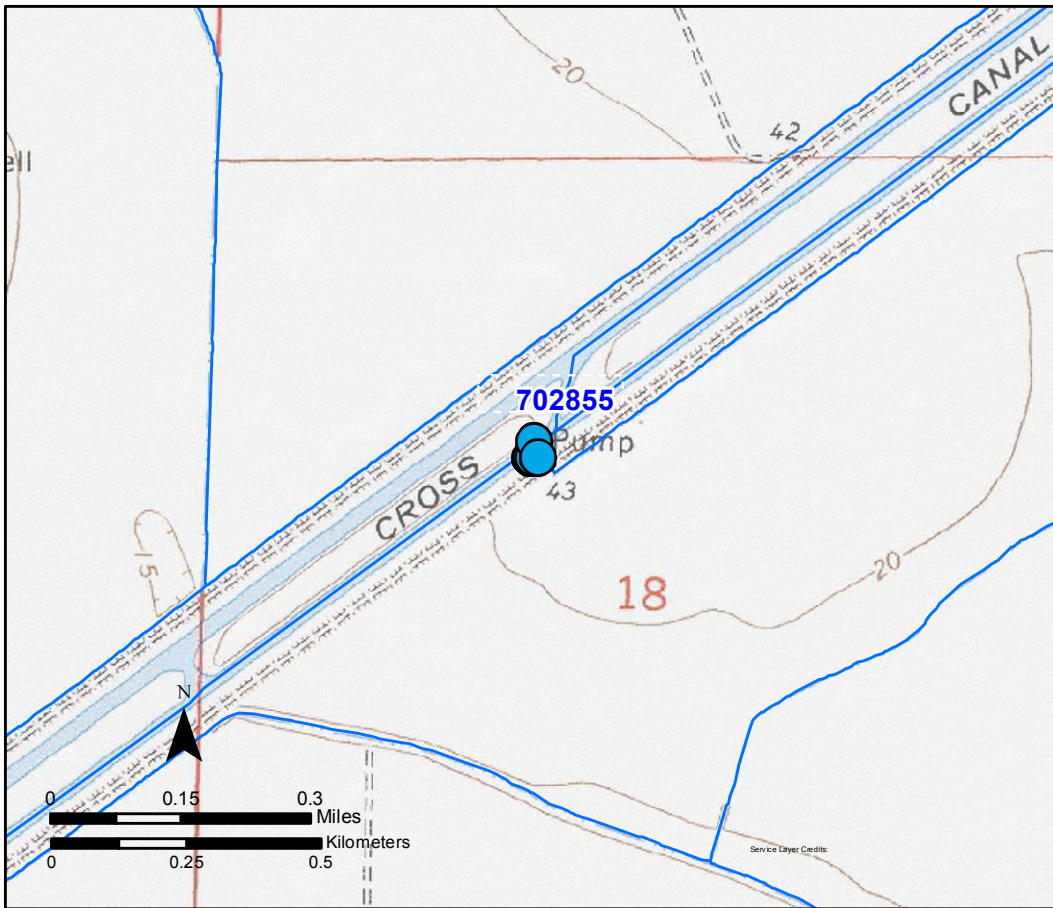 20
CANAL
42
ell
702855
Pump
CROSS
43
15
20
18
N
0 0.15 0.3
Miles
Kilometers
0 0.25 0.5
Service Layer Credits: